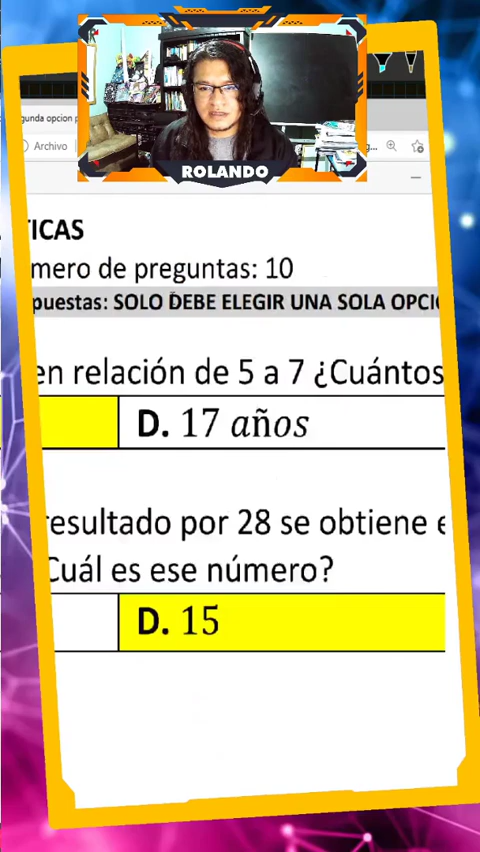 ROLANDO
gunda opcion p
Archivo
ICAS
mero de preguntas: 10
puestas: SOLO DEBE ELEGIR UNA SOLA OPCI
en relación de 5 a 7 ¿Cuántos
D. 17 años
resultado por 28 se obtiene e
Cuál es ese número?
D. 15